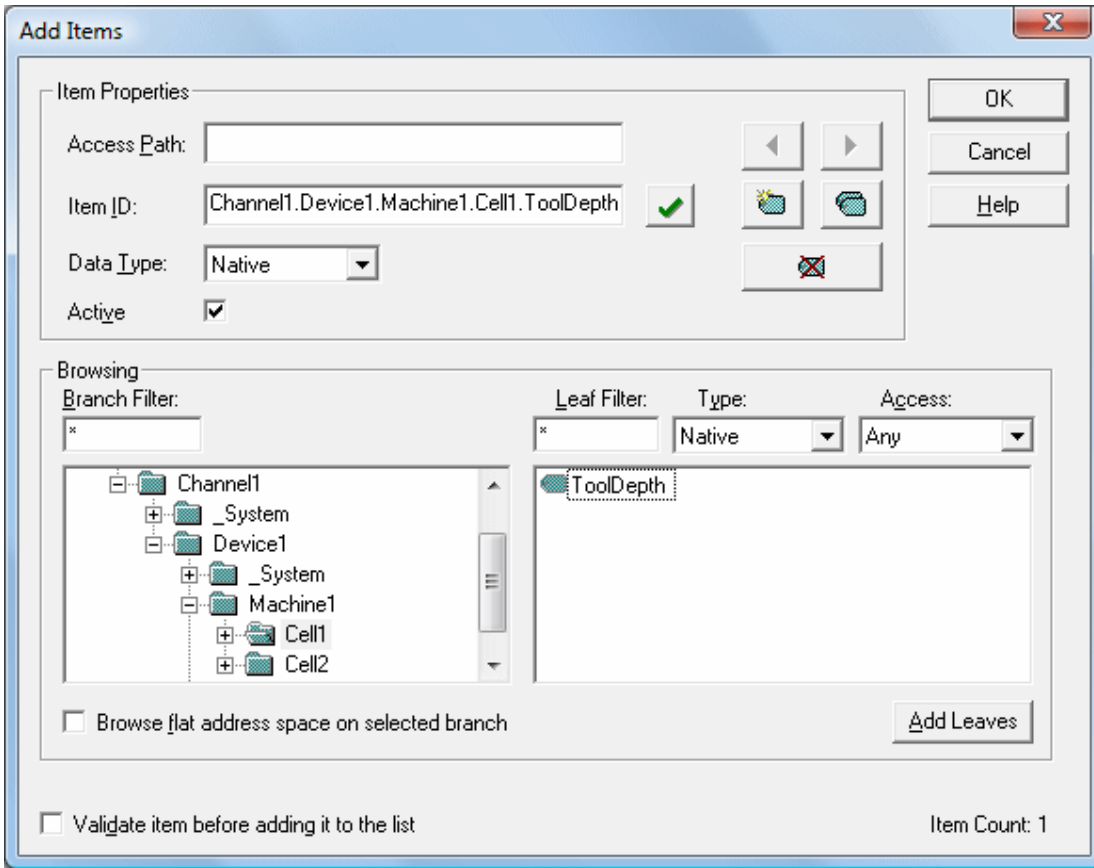 Add Items
Item Properties
OK
Access Path:
Cancel
Item ID: Channel1.Device1.Machine1.Cell1.ToolDepth
Help
Data Type: Native
Active
Browsing
Branch Filter: Leaf Filter: Type: Access:
* * Native Any
Channel1
_System
Device1
_System
Machine1
Cell1
Cell2
ToolDepth
Browse flat address space on selected branch
Add Leaves
Validate item before adding it to the list
Item Count: 1